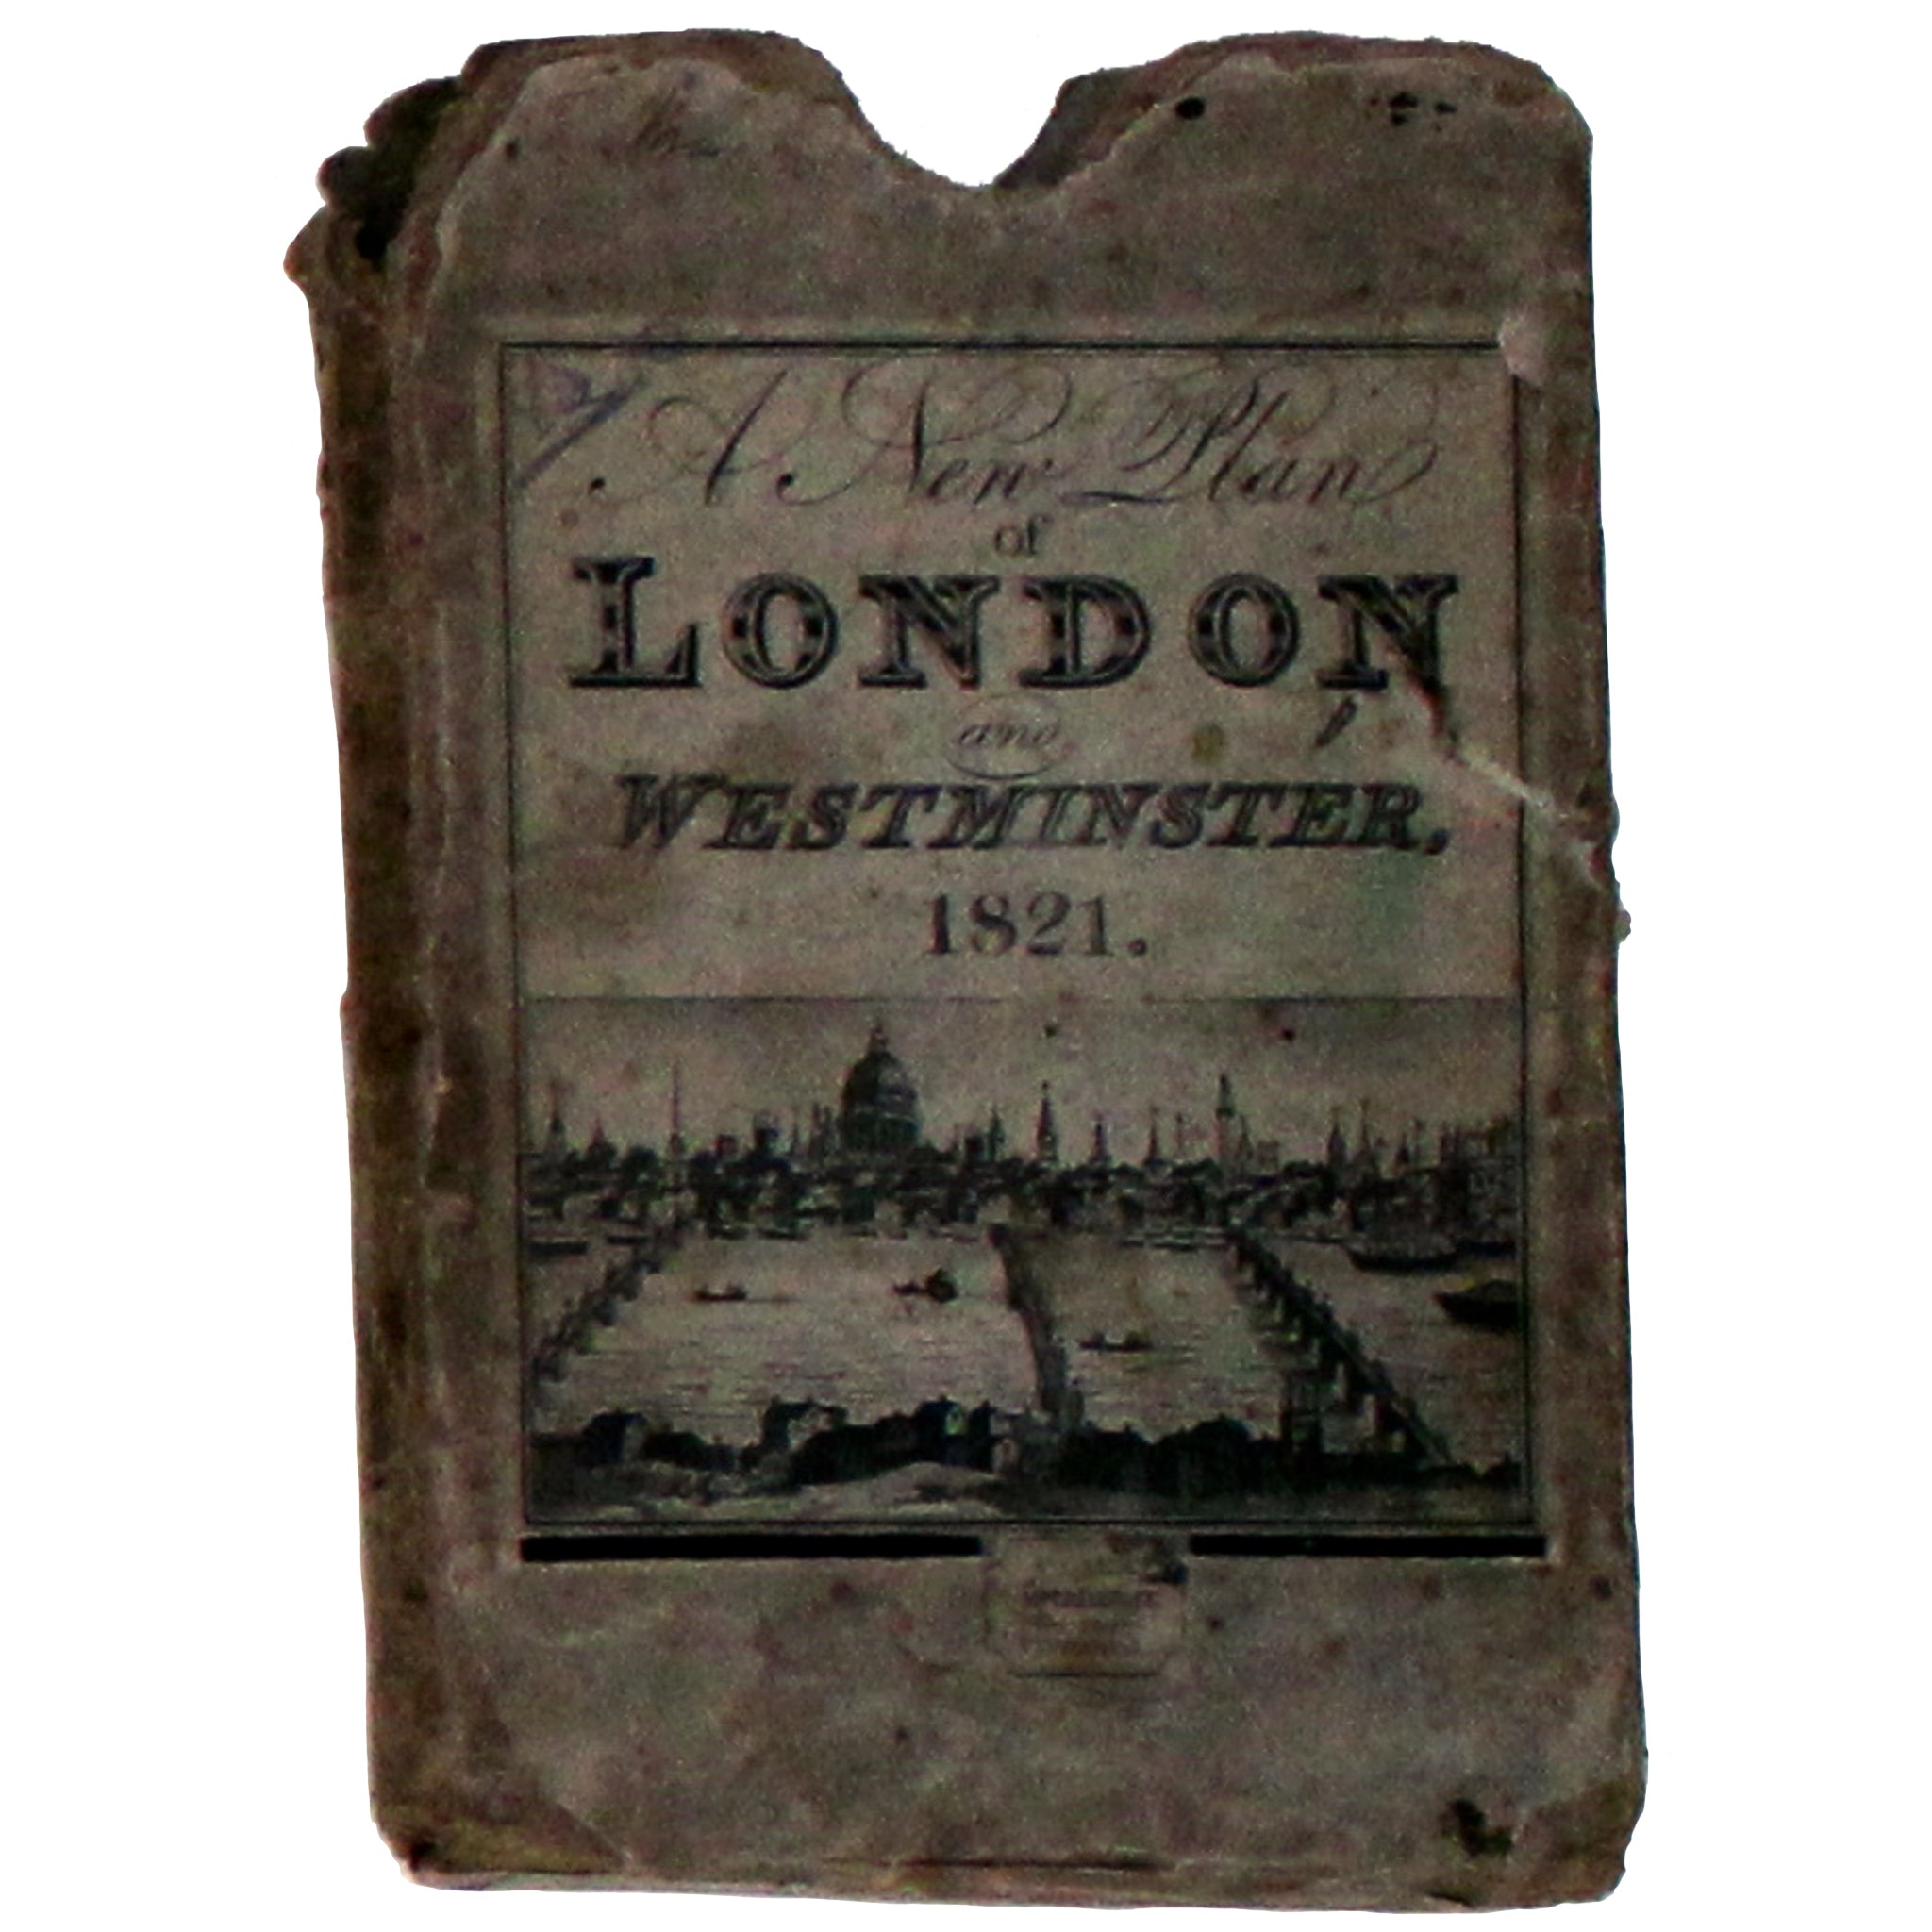 A New Plan
of
LONDON,
and
WESTMINSTER,
1821.